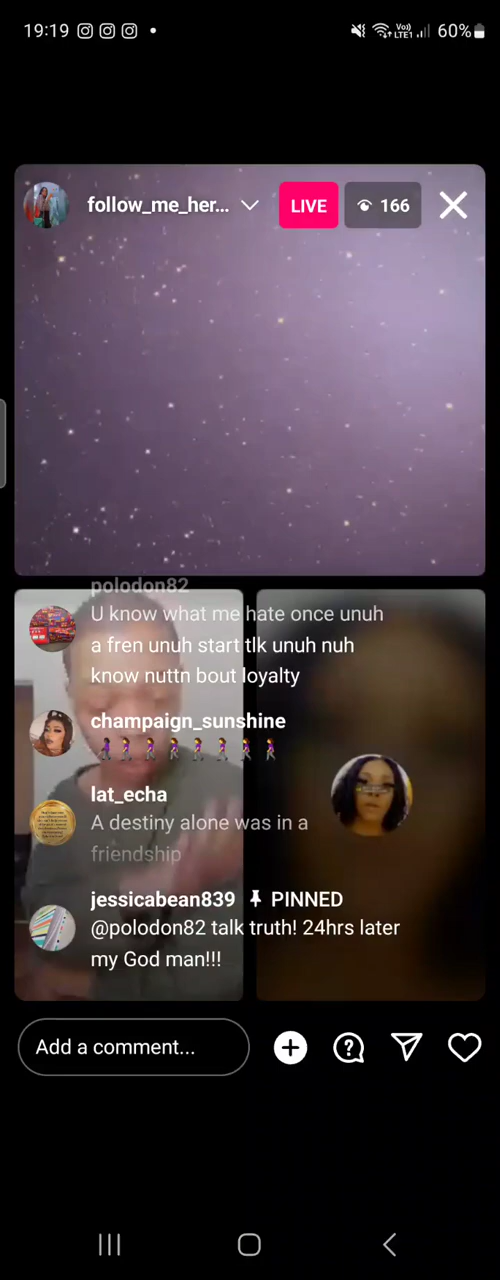 19:19
Vo))
LTE1
60%
follow_me_her...
LIVE
166
polodon82
U know what me hate once unuh
a fren unuh start tlk unuh nuh
know nuttn bout loyalty
champaign_sunshine
lat_echa
A destiny alone was in a
friendship
jessicabean839 PINNED
@polodon82 talk truth! 24hrs later
my God man!!!
Add a comment...